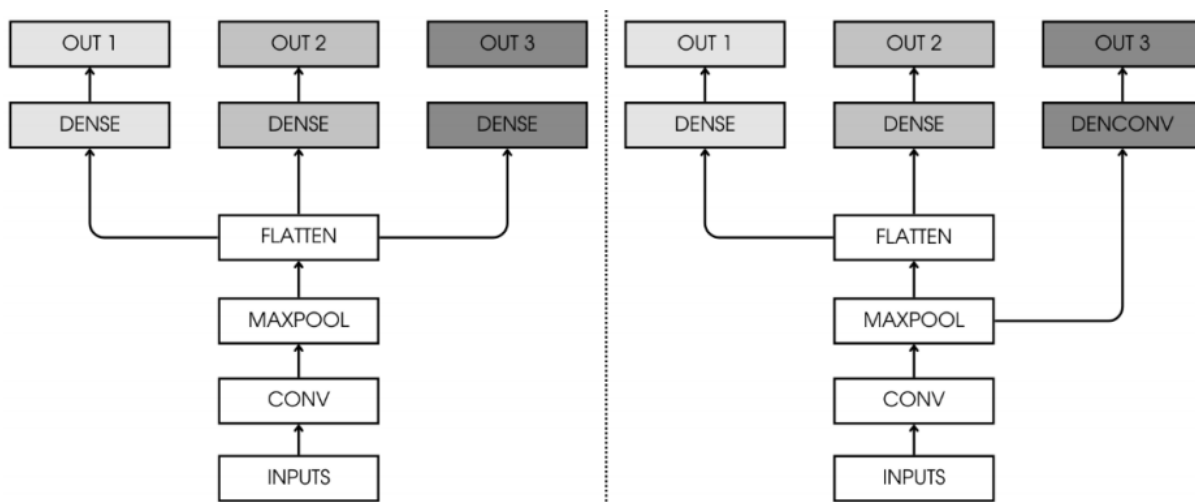 OUT 1 OUT 2 OUT 3 OUT 1 OUT 2 OUT 3
DENSE DENSE DENSE DENSE DENSE DENCONV
FLATTEN FLATTEN
MAXPOOL MAXPOOL
CONV CONV
INPUTS INPUTS